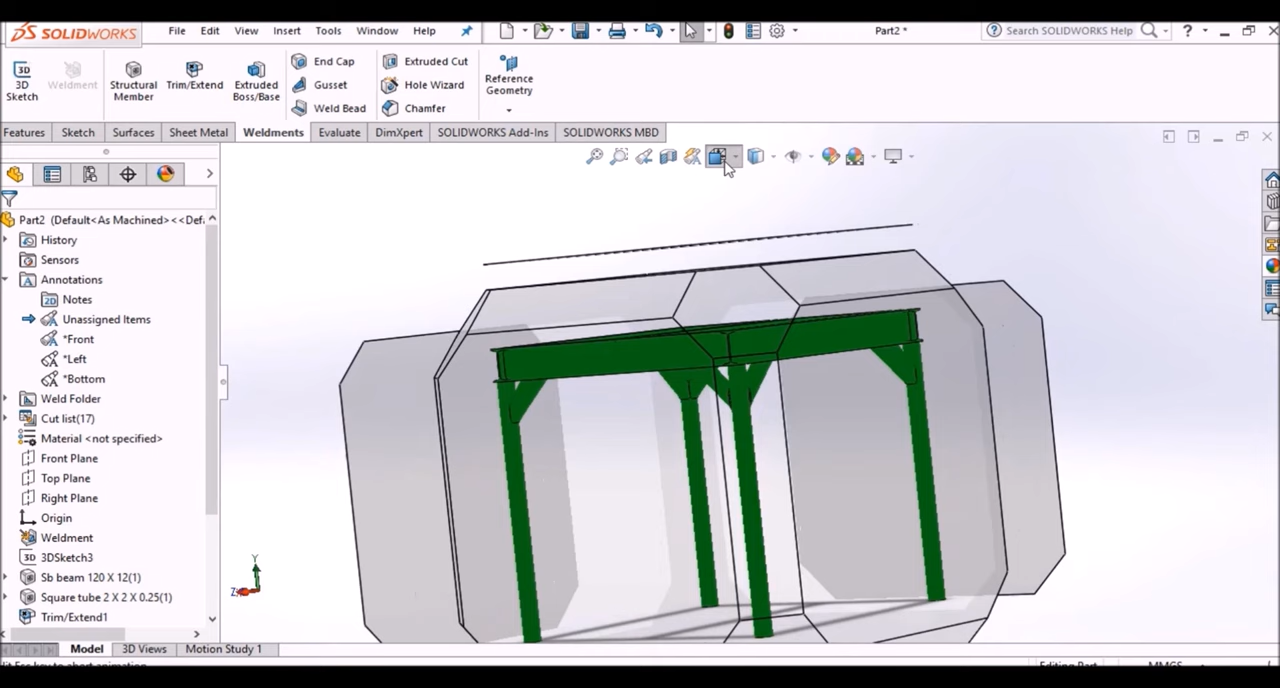 SOLIDWORKS File Edit View Insert Tools Window Help Part2 * Search SOLIDWORKS Help ?
3D Sketch Weldment Structural Member Trim/Extend Extruded Boss/Base End Cap Gusset Weld Bead Extruded Cut Hole Wizard Chamfer Reference Geometry
Features Sketch Surfaces Sheet Metal Weldments Evaluate DimXpert SOLIDWORKS Add-Ins SOLIDWORKS MBD
Part2 (Default<As Machined><<Def
History
Sensors
Annotations
Notes
Unassigned Items
*Front
*Left
*Bottom
Weld Folder
Cut list(17)
Material <not specified>
Front Plane
Top Plane
Right Plane
Origin
Weldment
3D 3DSketch3
Sb beam 120 X 12(1)
Square tube 2 X 2 X 0.25(1)
Trim/Extend1
Y
Z
Model 3D Views Motion Study 1
Editing Part MMGS